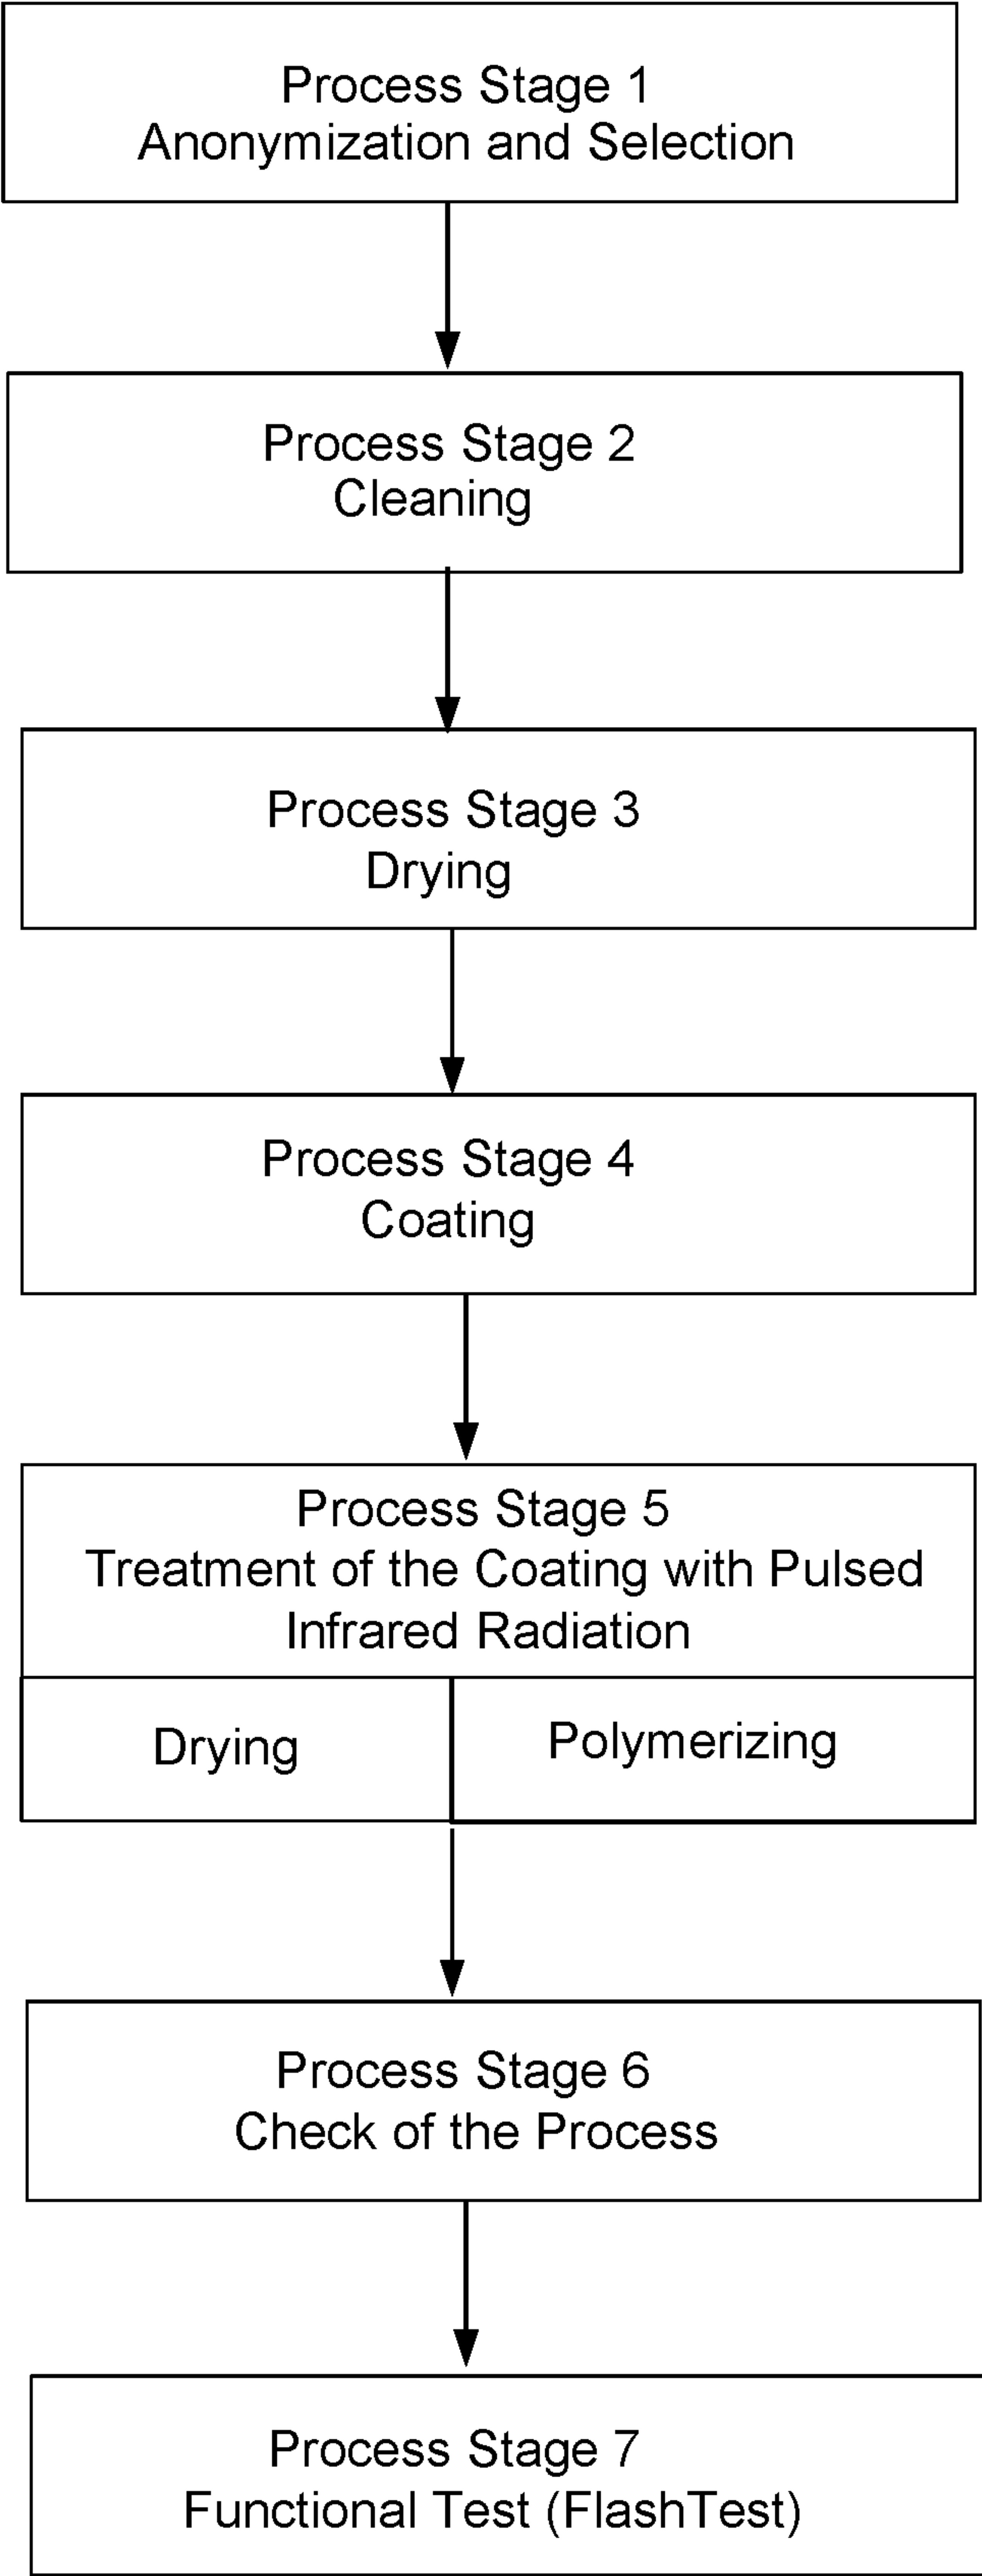 Process Stage 1
Anonymization and Selection
Process Stage 2
Cleaning
Process Stage 3
Drying
Process Stage 4
Coating
Process Stage 5
Treatment of the Coating with Pulsed
Infrared Radiation
Drying
Polymerizing
Process Stage 6
Check of the Process
Process Stage 7
Functional Test (FlashTest)